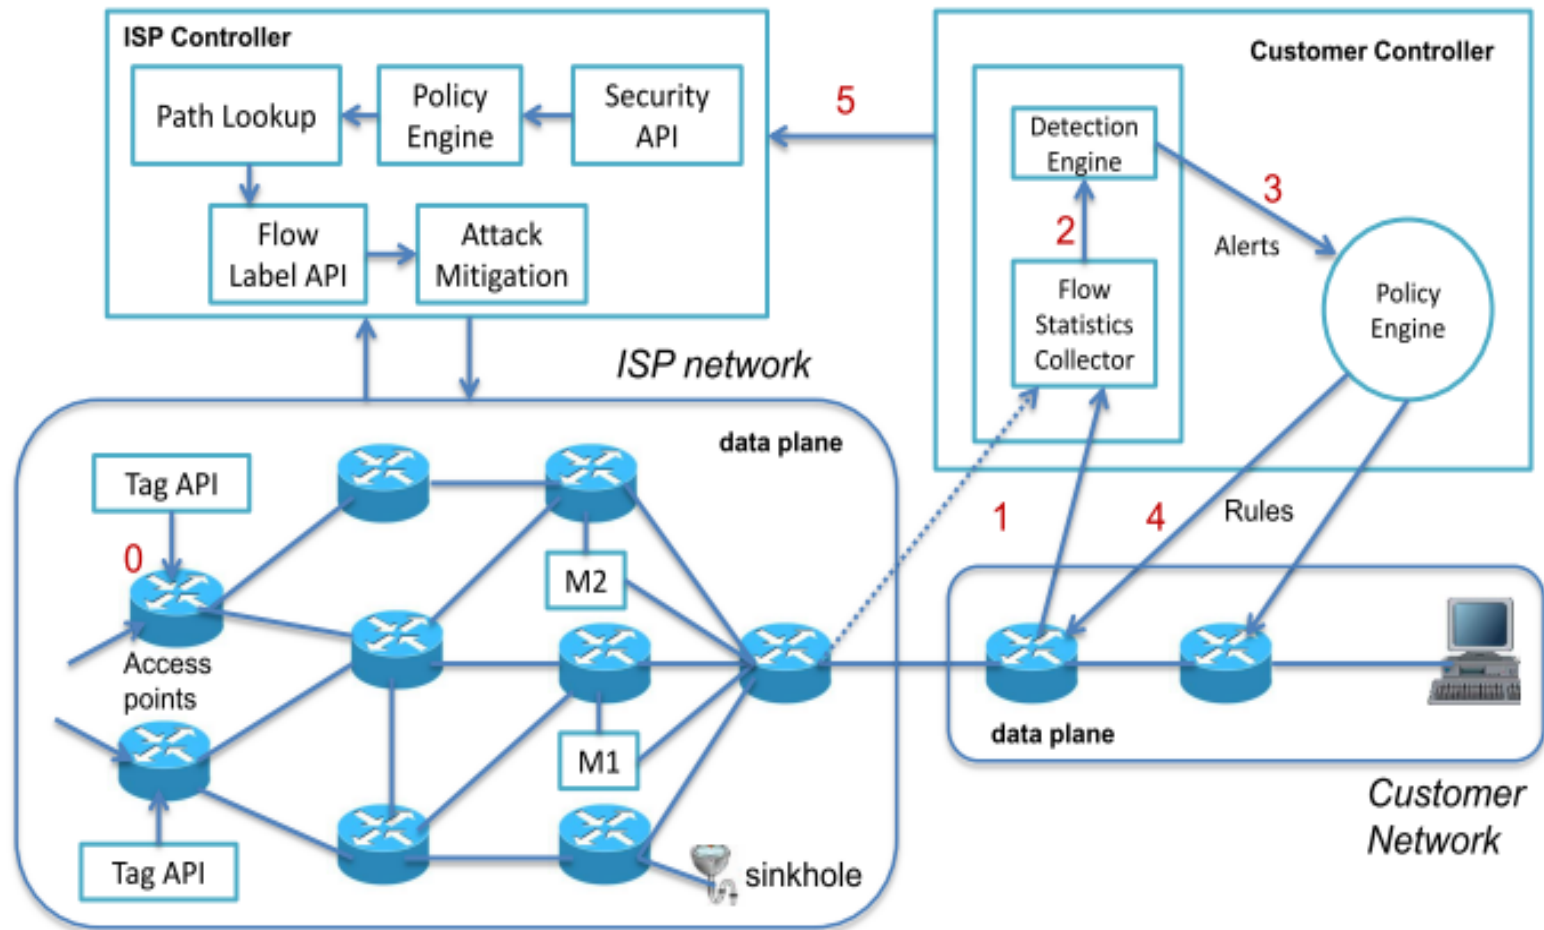 ISP Controller
Path Lookup
Policy
Engine
Security
API
Flow
Label API
Attack
Mitigation
5
Customer Controller
Detection
Engine
2
3
Alerts
Flow
Statistics
Collector
Policy
Engine
ISP network
data plane
Tag API
0
Access
points
Tag API
M2
M1
sinkhole
1
4
Rules
data plane
Customer
Network